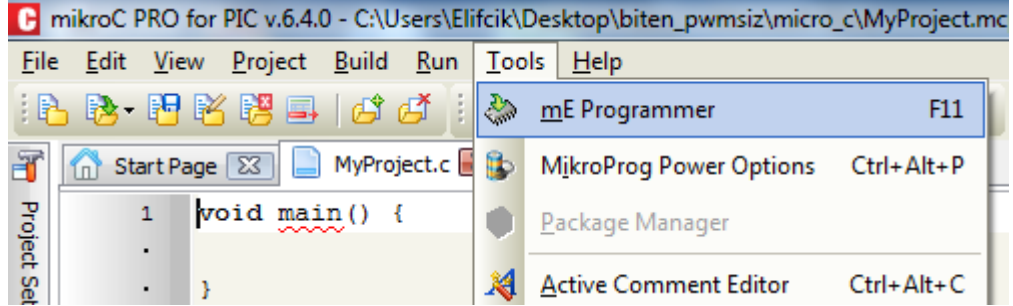 mikroC PRO for PIC v.6.4.0 - C:\Users\Elifcik\Desktop\biten_pwmsiz\micro_c\MyProject.mc
File Edit View Project Build Run Tools Help
mE Programmer F11
Start Page MyProject.c
MikroProg Power Options Ctrl+Alt+P
1 void main() {
Package Manager
}
Active Comment Editor Ctrl+Alt+C
Project Set